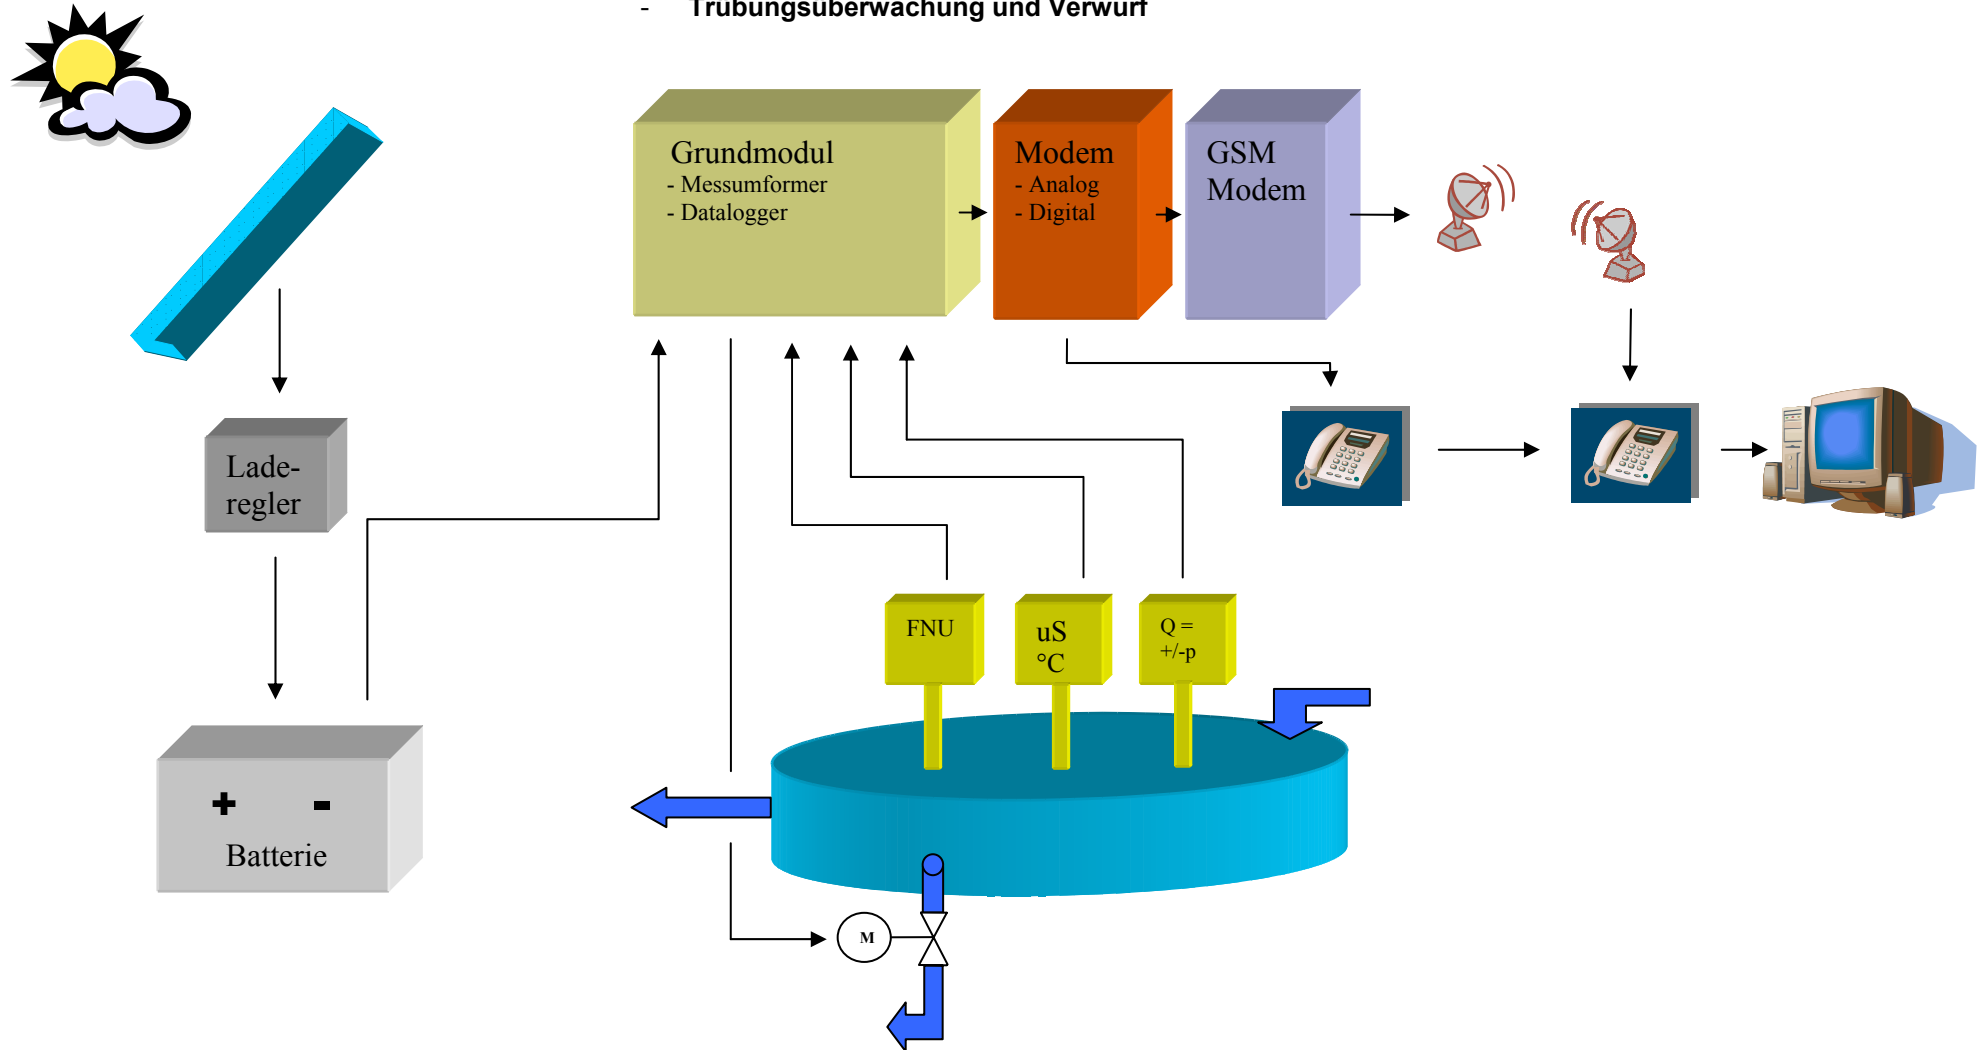 - Trübungsüberwachung und Verwurf
Grundmodul
- Messumformer
- Datalogger
Modem
- Analog
- Digital
GSM
Modem
Lade-
regler
FNU
uS
°C
Q =
+/-p
+ -
Batterie
M